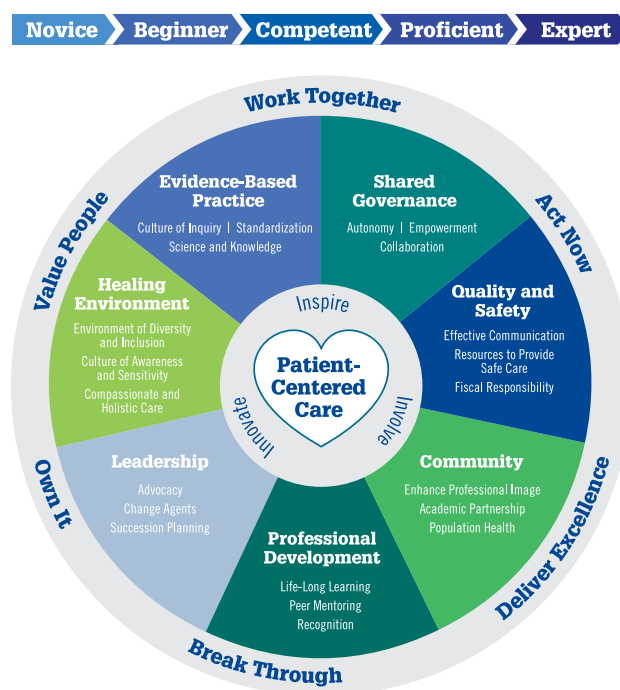 Novice Beginner Competent Proficient Expert
Work Together
Act Now
Deliver Excellence
Break Through
Own It
Value People
Evidence-Based
Practice
Culture of Inquiry | Standardization
Science and Knowledge
Shared
Governance
Autonomy | Empowerment
Collaboration
Quality and
Safety
Effective Communication
Resources to Provide
Safe Care
Fiscal Responsibility
Community
Enhance Professional Image
Academic Partnership
Population Health
Professional
Development
Life-Long Learning
Peer Mentoring
Recognition
Leadership
Advocacy
Change Agents
Succession Planning
Healing
Environment
Environment of Diversity
and Inclusion
Culture of Awareness
and Sensitivity
Compassionate and
Holistic Care
Inspire
Involve
Innovate
Patient-
Centered
Care